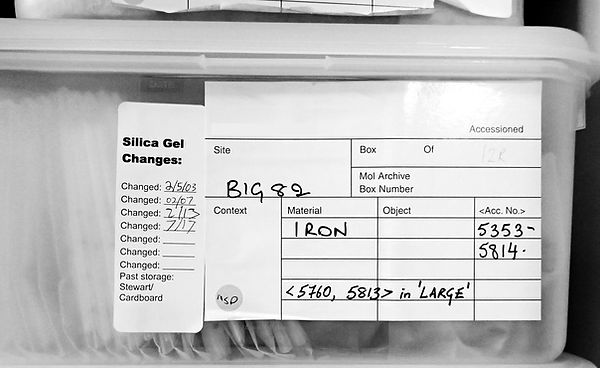 Silica Gel
Changes:
Changed: 2/5/03
Changed: 02/07
Changed: 2/13
Changed: 7/17
Changed:
Changed:
Changed:
Past storage:
Stewart/
Cardboard
Accessioned
Site
BIG 82
Box Of
12R
Mol Archive
Box Number
Context Material Object <Acc. No.>
IRON 5353-
5814.
<5760, 5813> in 'LARGE'